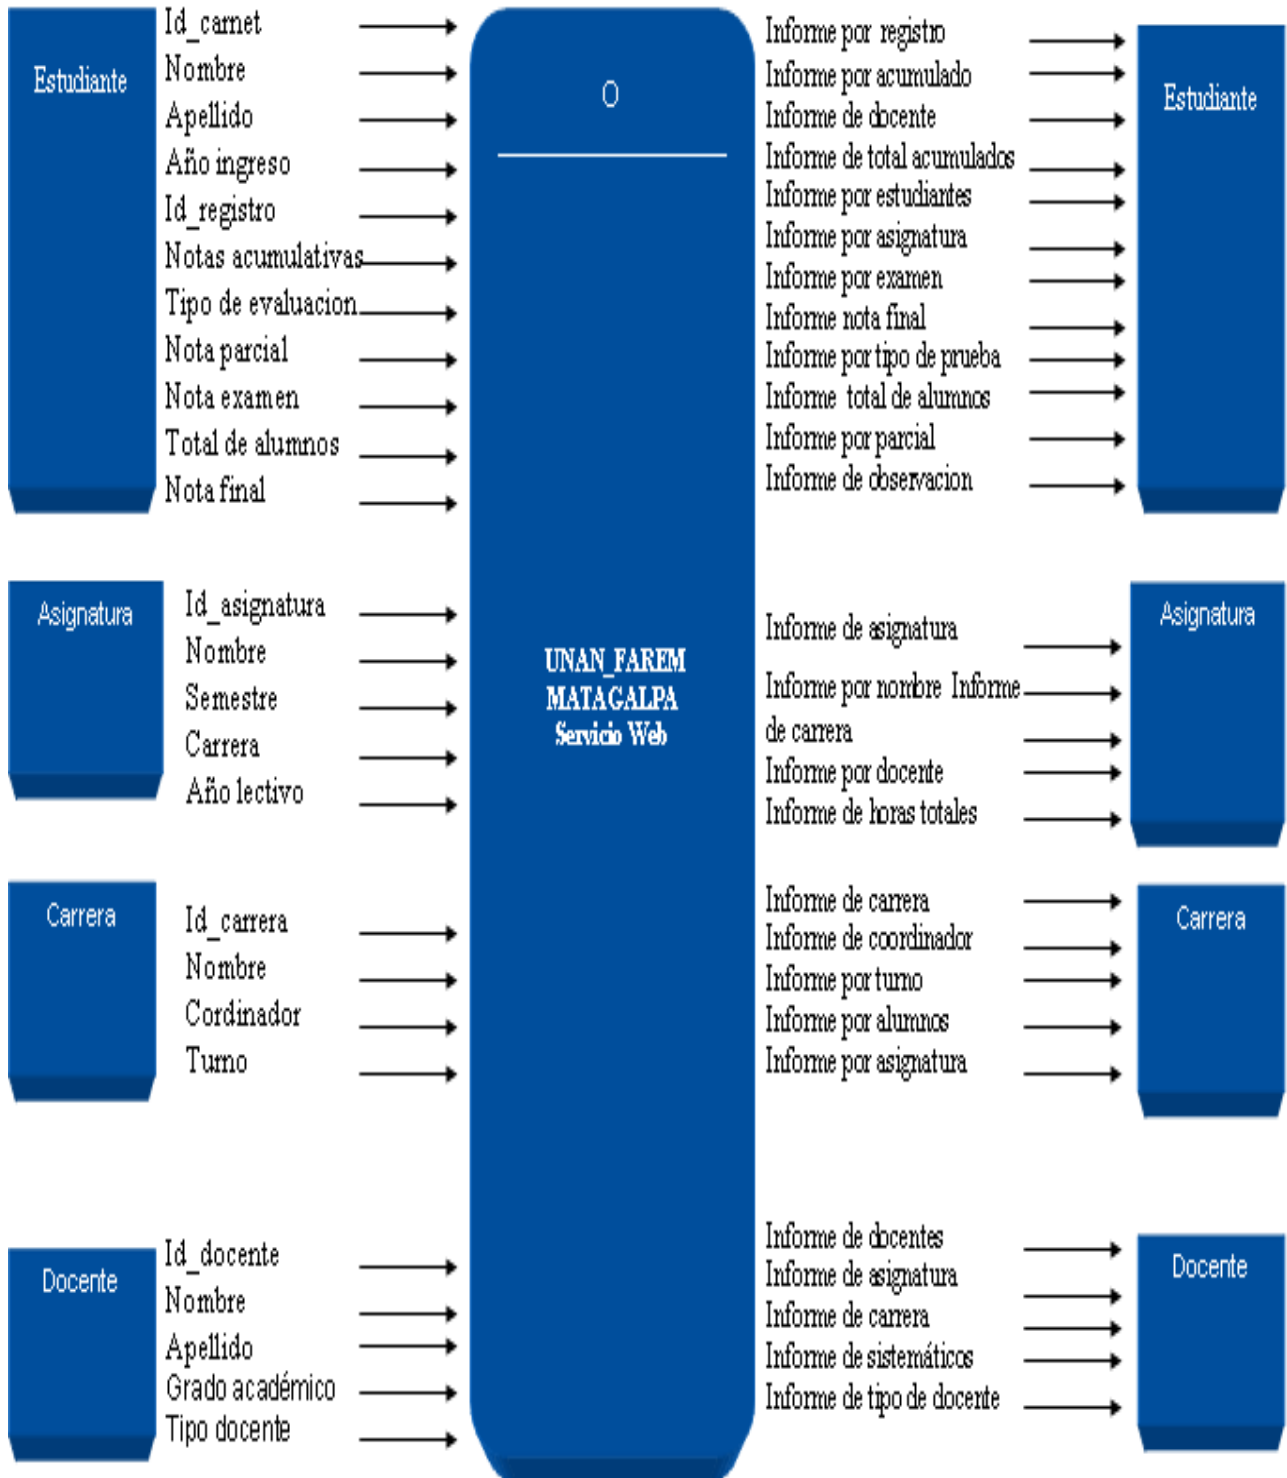 Estudiante
Id_carnet
Nombre
Apellido
Año ingreso
Id_registro
Notas acumulativas
Tipo de evaluacion
Nota parcial
Nota examen
Total de alumnos
Nota final
Asignatura
Id_asignatura
Nombre
Semestre
Carrera
Año lectivo
Carrera
Id_carrera
Nombre
Cordinador
Turno
Docente
Id_docente
Nombre
Apellido
Grado académico
Tipo docente
O
UNAN_FAREM
MATAGALPA
Servicio Web
Informe por registro
Informe por acumulado
Informe de docente
Informe de total acumulados
Informe por estudiantes
Informe por asignatura
Informe por examen
Informe nota final
Informe por tipo de prueba
Informe total de alumnos
Informe por parcial
Informe de observacion
Estudiante
Informe de asignatura
Informe por nombre Informe
de carrera
Informe por docente
Informe de horas totales
Asignatura
Informe de carrera
Informe de coordinador
Informe por turno
Informe por alumnos
Informe por asignatura
Carrera
Informe de docentes
Informe de asignatura
Informe de carrera
Informe de sistemáticos
Informe de tipo de docente
Docente